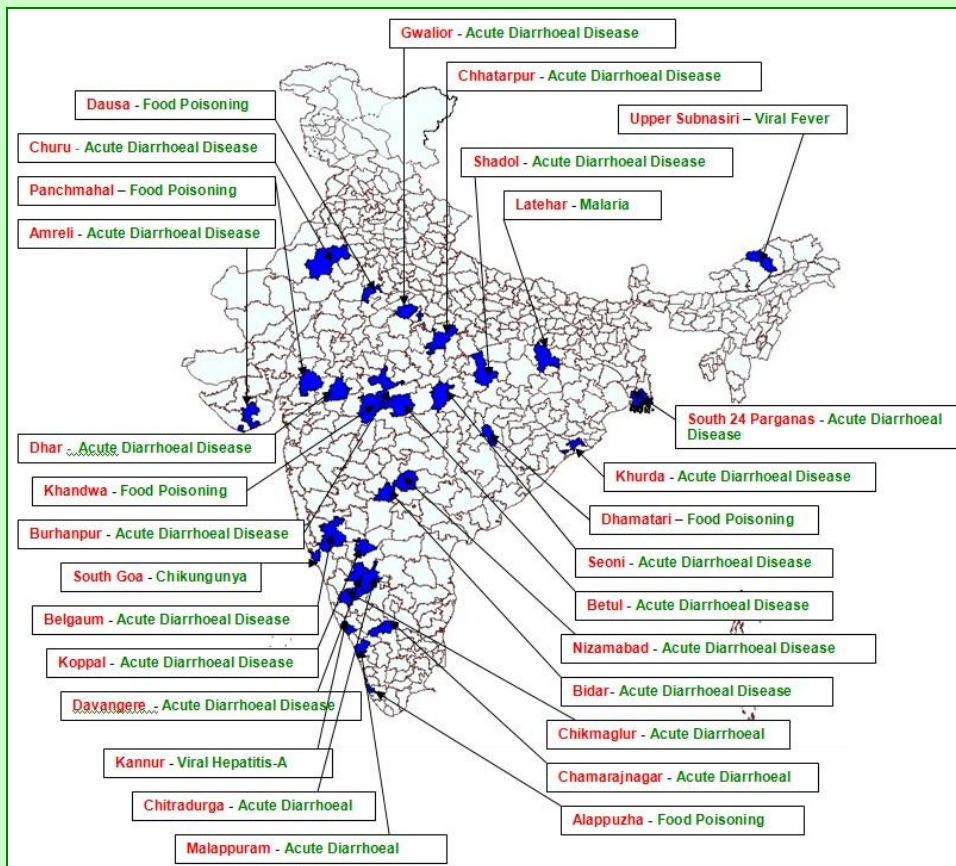 Gwalior - Acute Diarrhoeal Disease
Chhatarpur - Acute Diarrhoeal Disease
Dausa - Food Poisoning
Upper Subnasiri – Viral Fever
Churu - Acute Diarrhoeal Disease
Shadol - Acute Diarrhoeal Disease
Panchmahal – Food Poisoning
Latehar - Malaria
Amreli - Acute Diarrhoeal Disease
South 24 Parganas - Acute Diarrhoeal
Disease
Dhar - Acute Diarrhoeal Disease
Khurda - Acute Diarrhoeal Disease
Khandwa - Food Poisoning
Dhamatari – Food Poisoning
Burhanpur - Acute Diarrhoeal Disease
Seoni - Acute Diarrhoeal Disease
South Goa - Chikungunya
Betul - Acute Diarrhoeal Disease
Belgaum - Acute Diarrhoeal Disease
Nizamabad - Acute Diarrhoeal Disease
Koppal - Acute Diarrhoeal Disease
Bidar- Acute Diarrhoeal Disease
Davangere - Acute Diarrhoeal Disease
Chikmaglur - Acute Diarrhoeal
Kannur - Viral Hepatitis-A
Chamarajnagar - Acute Diarrhoeal
Chitradurga - Acute Diarrhoeal
Alappuzha - Food Poisoning
Malappuram - Acute Diarrhoeal